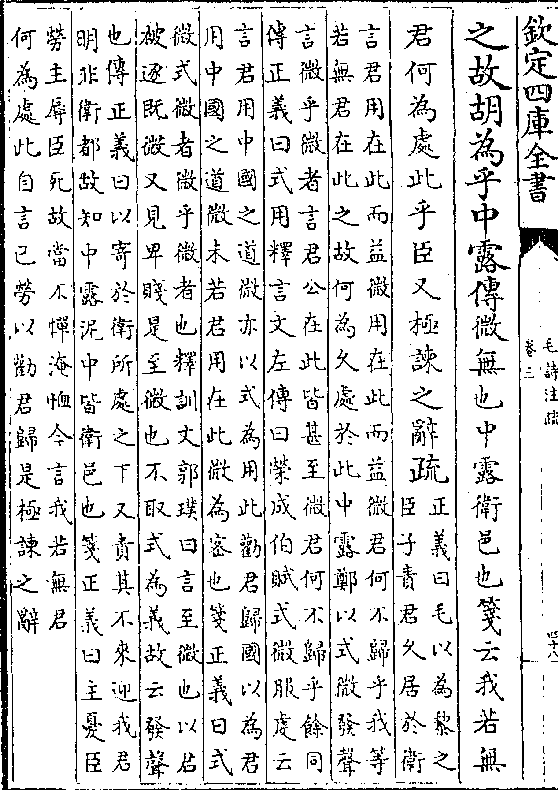 欽定四庫全書
毛詩注疏
卷三
四十八
之故胡為乎中露傳微無也中露衛邑也箋云我若無
君何為處此乎臣又極諫之辭疏
正義曰毛以為黎之
臣子責君久居於衛
言君用在此而益微用在此而益微君何不歸乎我等
若無君在此之故何為久處於此中露鄭以式微發聲
言微乎微者言君公在此皆甚至微君何不歸乎餘同
傳正義曰式用釋言文左傳曰榮成伯賦式微服虔云
言君用中國之道微亦以式為用此勸君歸國以為君
用中國之道微未若君用在此微為密也箋正義曰式
微式微者微乎微者也釋訓文郭璞曰言至微也以君
被逐既微又見卑賤是至微也不取式為義故云發聲
也傳正義曰以寄於衛所處之下又責其不來迎我君
明非衛都故知中露泥中皆衛邑也箋正義曰主憂臣
勞主辱臣死故當不憚淹恤今言我若無君
何為處此自言己勞以勸君歸是極諫之辭